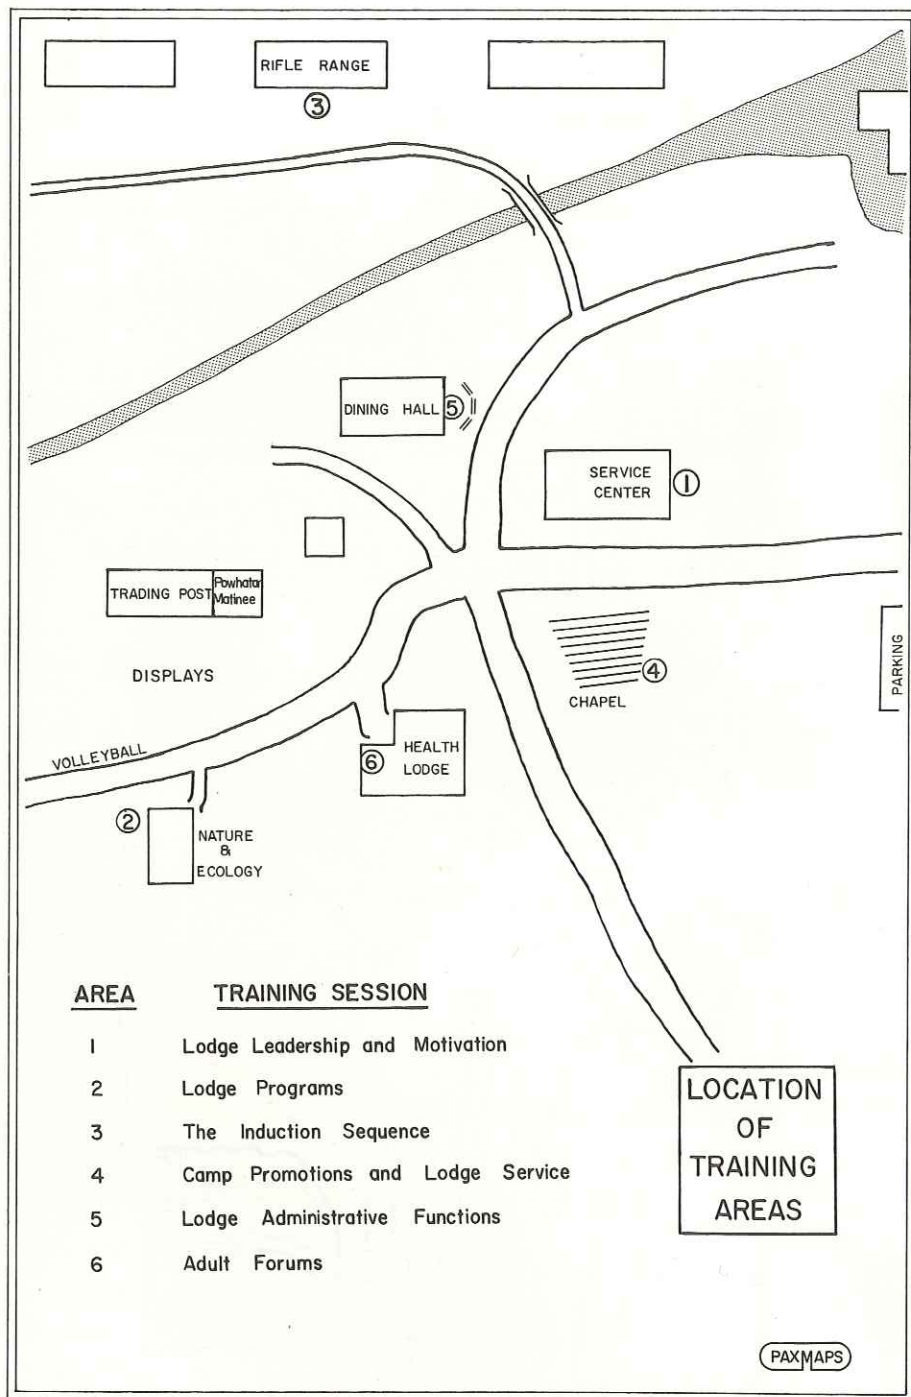 RIFLE RANGE
③
DINING HALL
⑤
SERVICE
CENTER
①
TRADING POST
Powhatan
Matinee
DISPLAYS
④
CHAPEL
PARKING
VOLLEYBALL
HEALTH
LODGE
⑥
②
NATURE
&
ECOLOGY
AREA TRAINING SESSION
1 Lodge Leadership and Motivation
2 Lodge Programs
3 The Induction Sequence
4 Camp Promotions and Lodge Service
5 Lodge Administrative Functions
6 Adult Forums
LOCATION
OF
TRAINING
AREAS
PAXMAPS